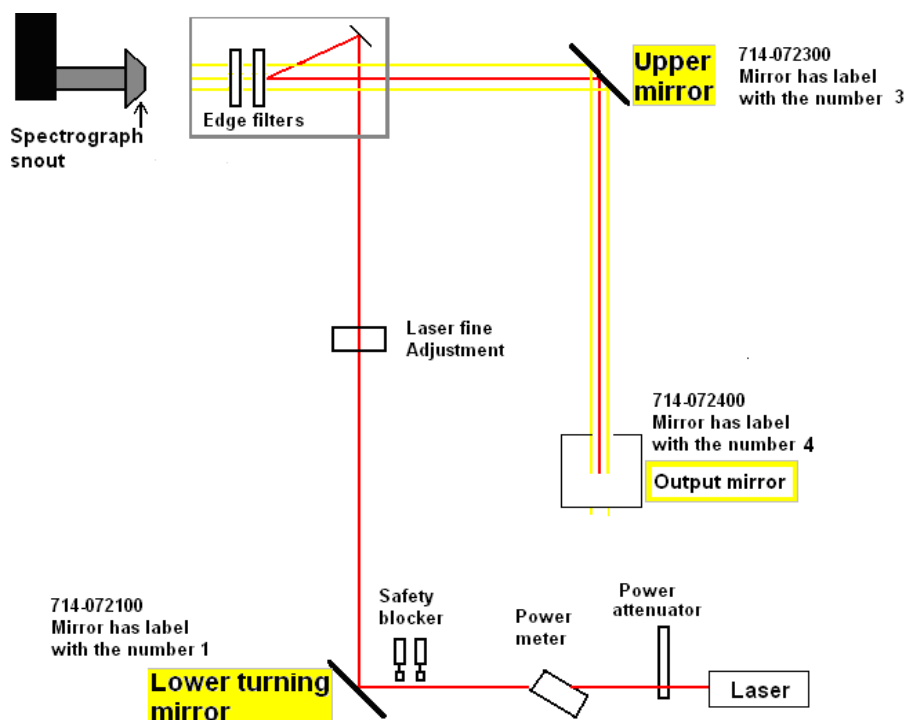 Upper
mirror
714-072300
Mirror has label
with the number 3
Edge filters
Spectrograph
snout
Laser fine
Adjustment
714-072400
Mirror has label
with the number 4
Output mirror
714-072100
Mirror has label
with the number 1
Lower turning
mirror
Safety
blocker
Power
meter
Power
attenuator
Laser